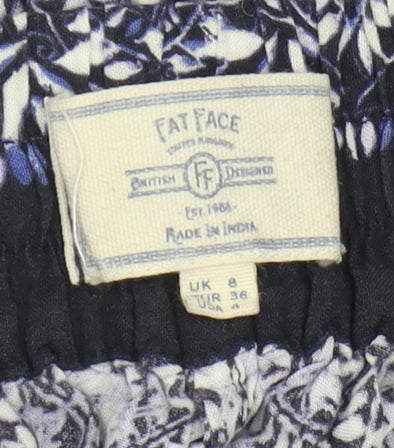 FAT FACE
UNITED KINGDOM
BRITISH FF DESIGNED
- EST. 1988 -
MADE IN INDIA
UK 8
EUR 36
USA 4